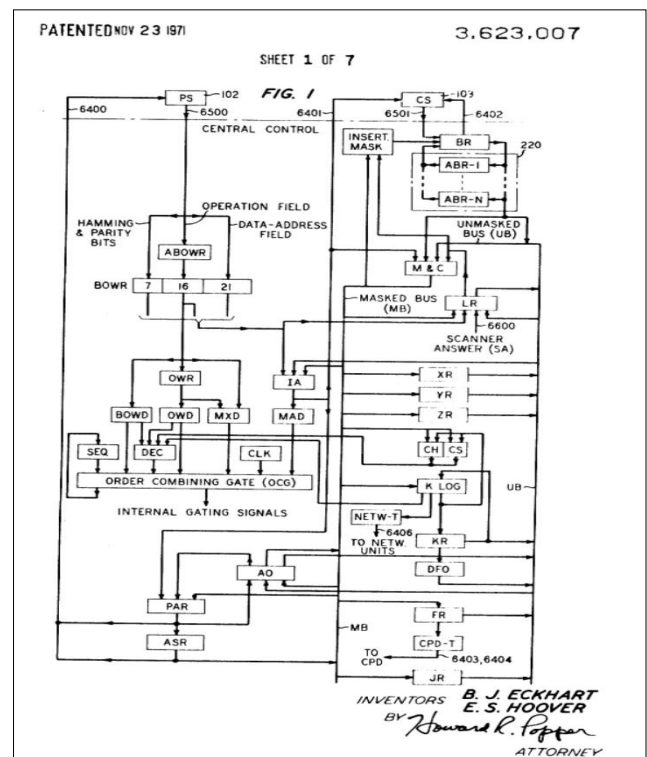 PATENTED NOV 23 1971 3.623.007
SHEET 1 OF 7
FIG. 1
6400 PS 102 6500 6401 CS 103 6501 6402
CENTRAL CONTROL INSERT. MASK BR 220
ABR-1
ABR-N
HAMMING & PARITY BITS OPERATION FIELD DATA-ADDRESS FIELD
UNMASKED BUS (UB)
ABOWR M & C
BOWR 7 16 21 MASKED BUS (MB) LR
6600
SCANNER ANSWER (SA)
OWR IA XR
YR
BOWD OWD MXD MAD ZR
SEQ DEC CLK CH CS
ORDER COMBINING GATE (OCG) K LOG UB
INTERNAL GATING SIGNALS NETW-T
6406
TO NETW. UNITS KR
AO DFO
PAR FR
MB
ASR CPD-T
TO CPD 6403,6404
JR
INVENTORS B. J. ECKHART
E. S. HOOVER
BY Howard R. Popper
ATTORNEY